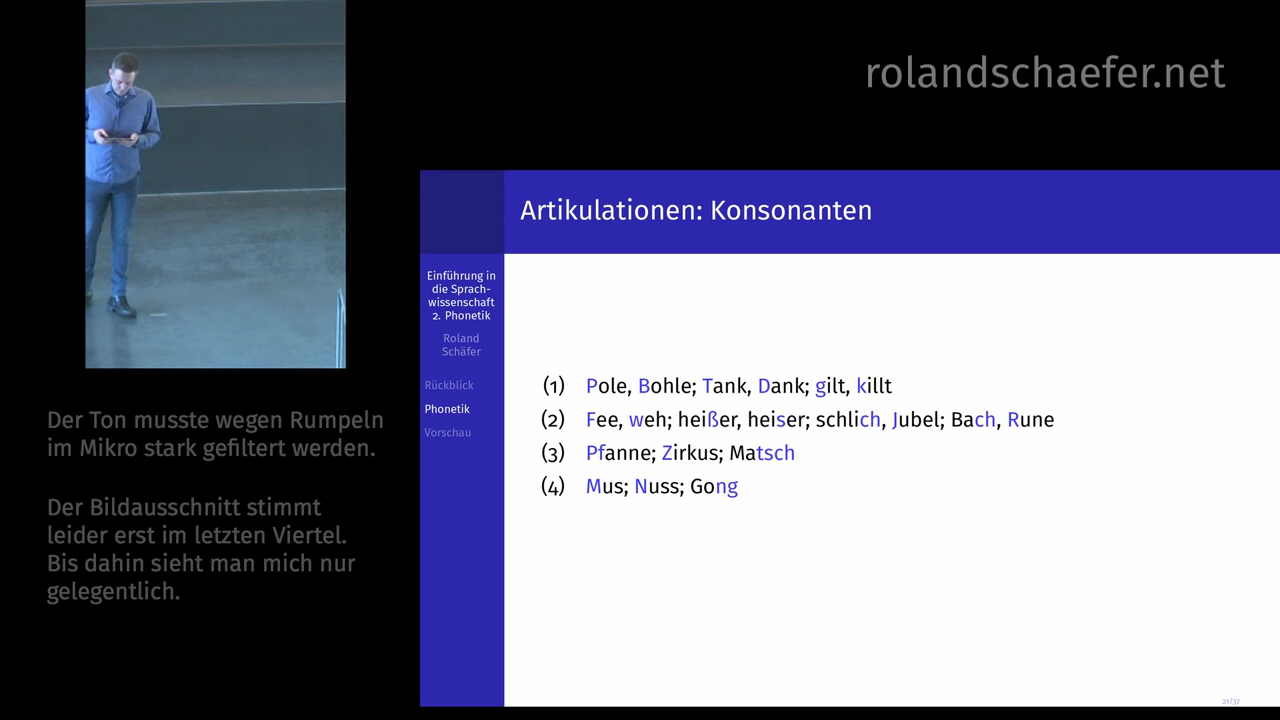 rolandschaefer.net
Artikulationen: Konsonanten
Einführung in
die Sprach-
wissenschaft
2. Phonetik
Roland
Schäfer
Rückblick
Phonetik
Vorschau
(1) Pole, Bohle; Tank, Dank; gilt, killt
(2) Fee, weh; heißer, heiser; schlich, Jubel; Bach, Rune
(3) Pfanne; Zirkus; Matsch
(4) Mus; Nuss; Gong
21/37
Der Ton musste wegen Rumpeln
im Mikro stark gefiltert werden.
Der Bildausschnitt stimmt
leider erst im letzten Viertel.
Bis dahin sieht man mich nur
gelegentlich.